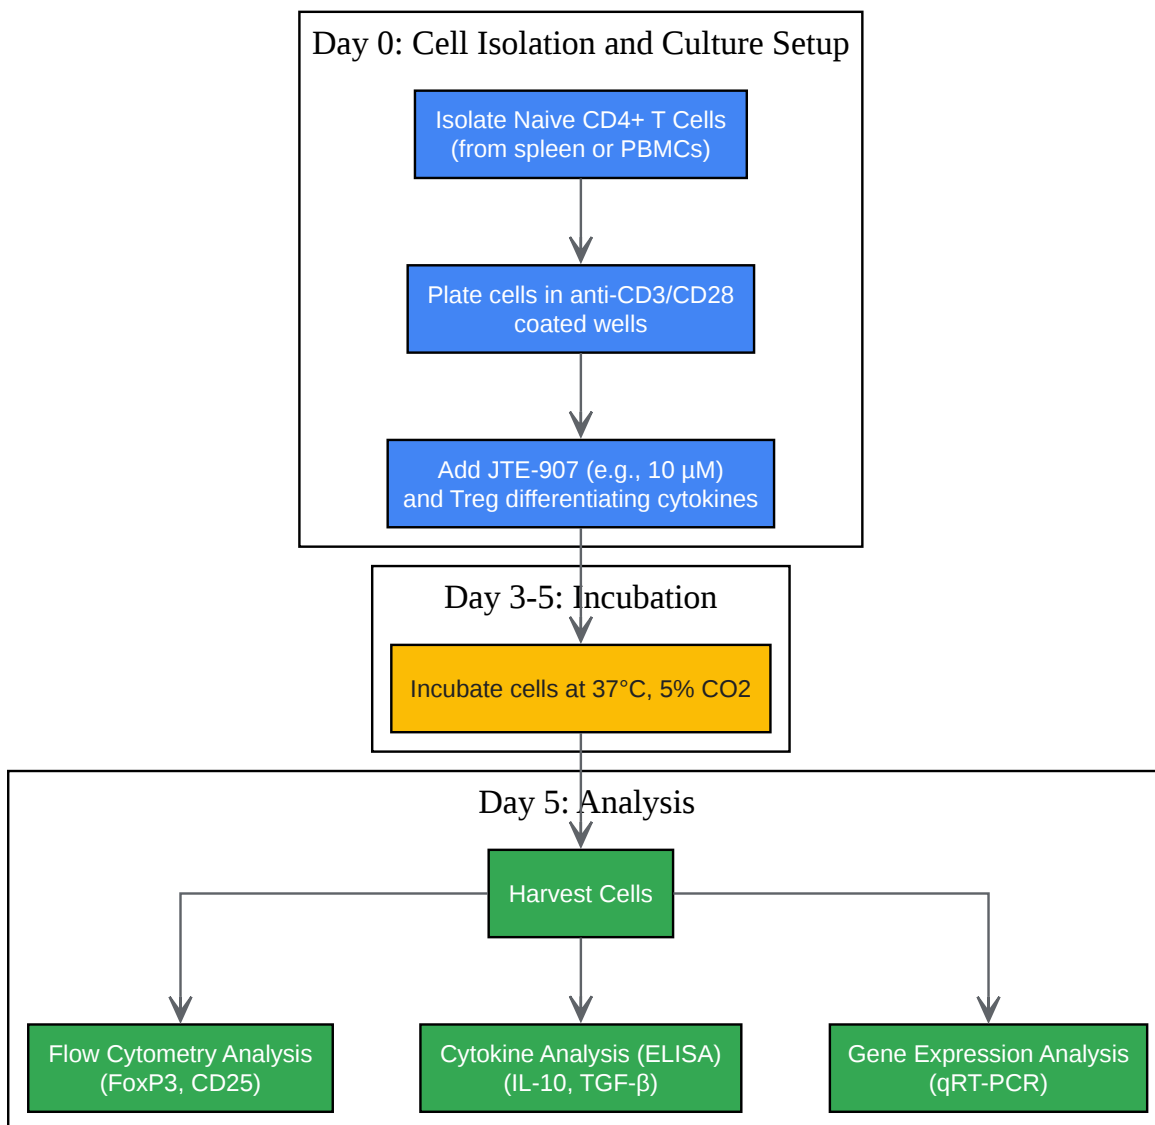 Day 0: Cell Isolation and Culture Setup
Isolate Naive CD4+ T Cells
(from spleen or PBMCs)
Plate cells in anti-CD3/CD28
coated wells
Add JTE-907 (e.g., 10 µM)
and Treg differentiating cytokines
Day 3-5: Incubation
Incubate cells at 37°C, 5% CO2
Day 5: Analysis
Harvest Cells
Flow Cytometry Analysis
(FoxP3, CD25)
Cytokine Analysis (ELISA)
(IL-10, TGF-β)
Gene Expression Analysis
(qRT-PCR)